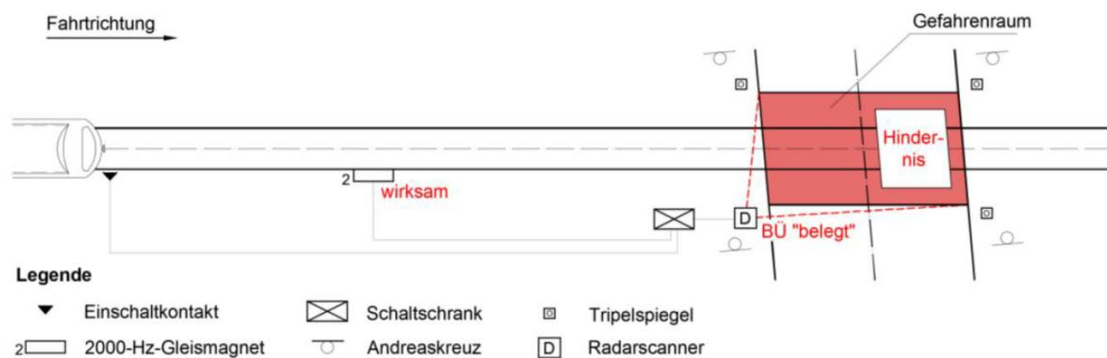 Fahrtrichtung
Gefahrenraum
Hinder-
nis
2
wirksam
D
BÜ "belegt"
Legende
Einschaltkontakt
Schaltschrank
Tripelspiegel
2
2000-Hz-Gleismagnet
Andreaskreuz
D
Radarscanner